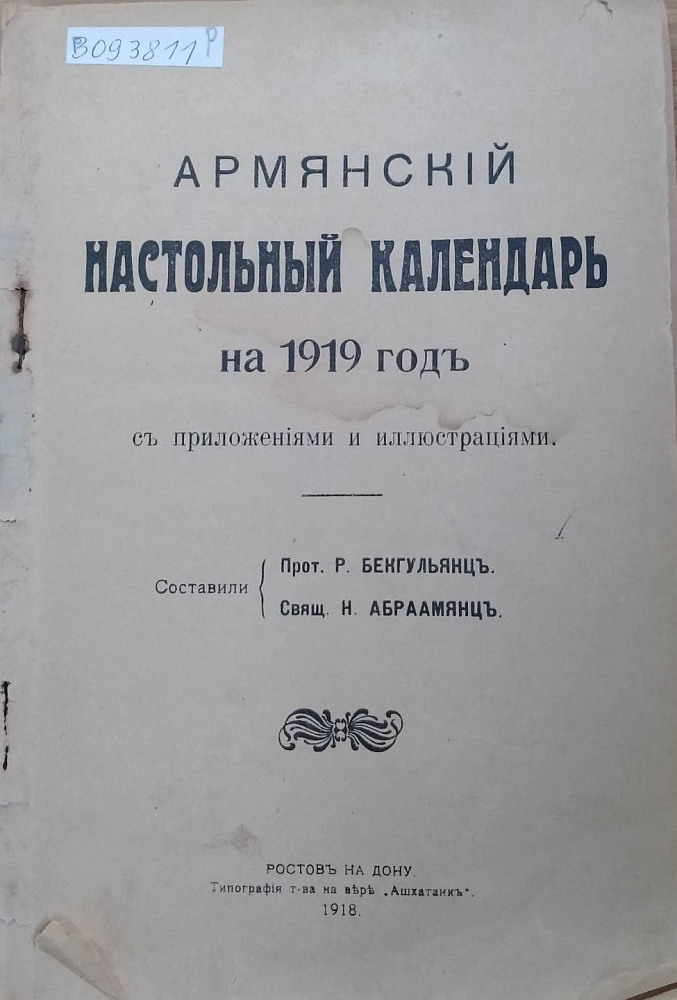 В093811 Р
АРМЯНСКІЙ
НАСТОЛЬНЫЙ КАЛЕНДАРЬ
на 1919 годъ
съ приложеніями и иллюстраціями.
Составили
Прот. Р. БЕКГУЛЬЯНЦЪ.
Свящ. Н. АБРААМЯНЦЪ.
РОСТОВЪ НА ДОНУ.
Типографія т-ва на вѣрѣ „Ашхатанкъ“.
1918.